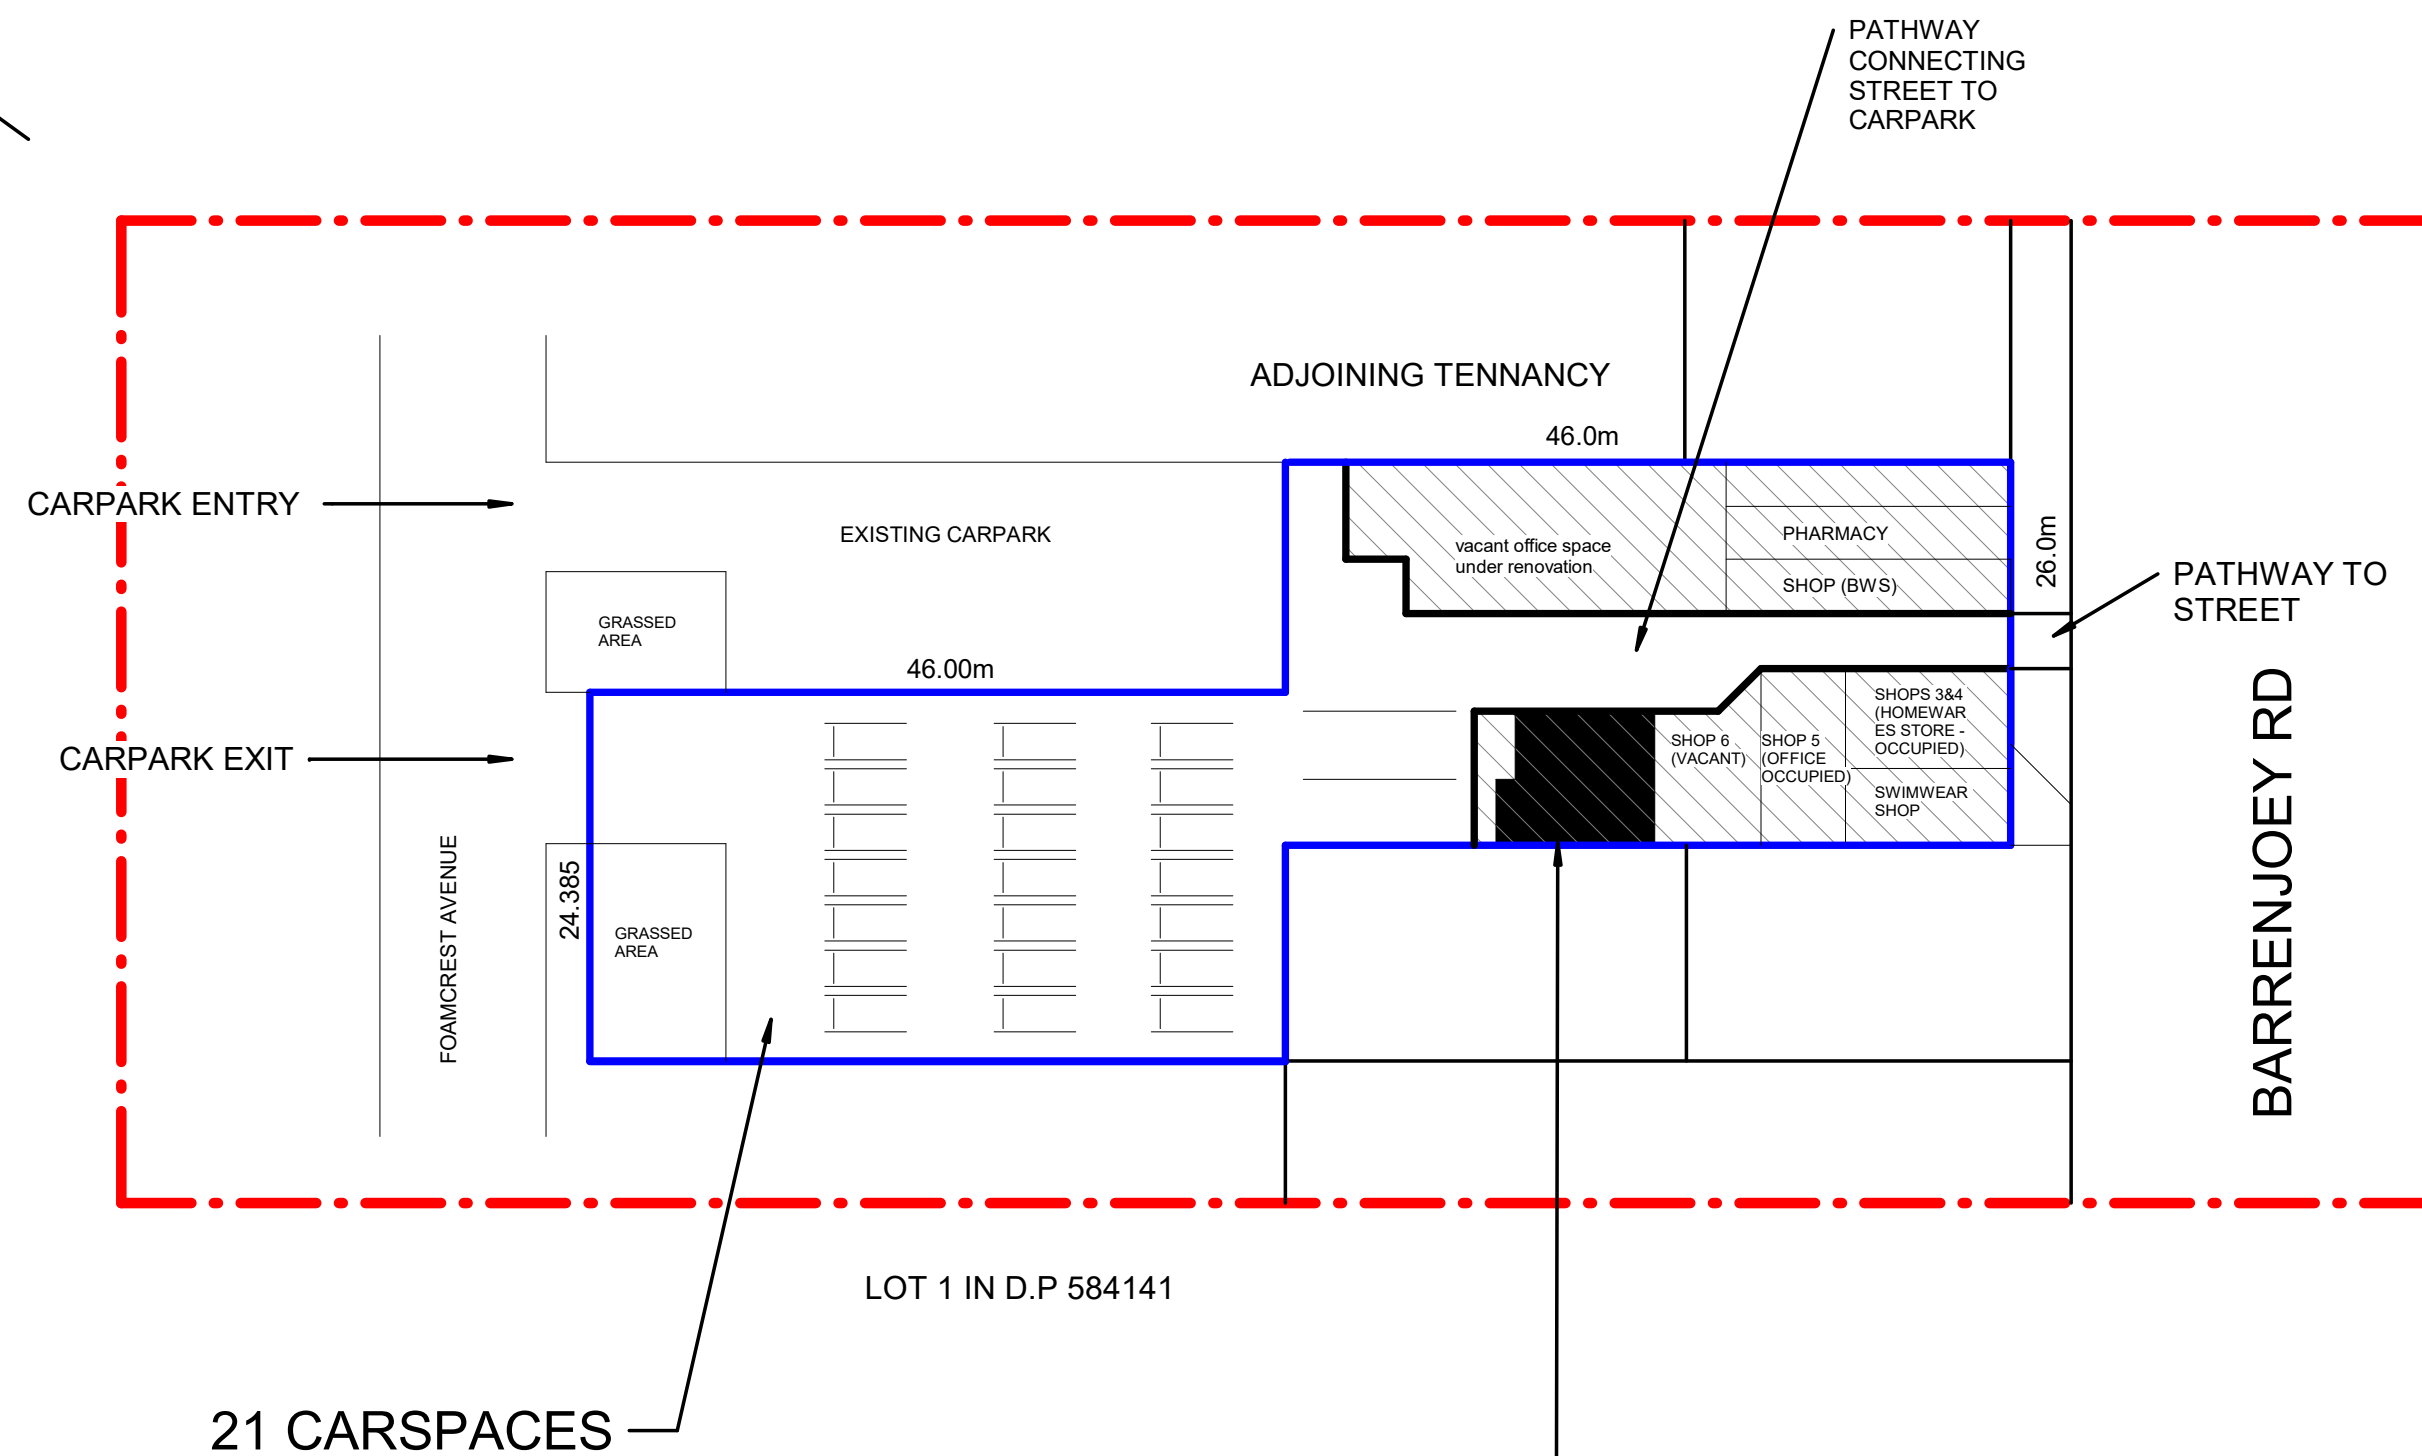 PATHWAY
CONNECTING
STREET TO
CARPARK
ADJOINING TENNANCY
46.0m
CARPARK ENTRY
EXISTING CARPARK
vacant office space
under renovation
PHARMACY
SHOP (BWS)
26.0m
PATHWAY TO
STREET
GRASSED
AREA
46.00m
CARPARK EXIT
SHOP 6
(VACANT)
SHOP 5
(OFFICE
OCCUPIED)
SHOPS 3&4
(HOMEWAR
ES STORE -
OCCUPIED)
SWIMWEAR
SHOP
BARRENJOEY RD
FOAMCREST AVENUE
24.385
GRASSED
AREA
LOT 1 IN D.P 584141
21 CARSPACES